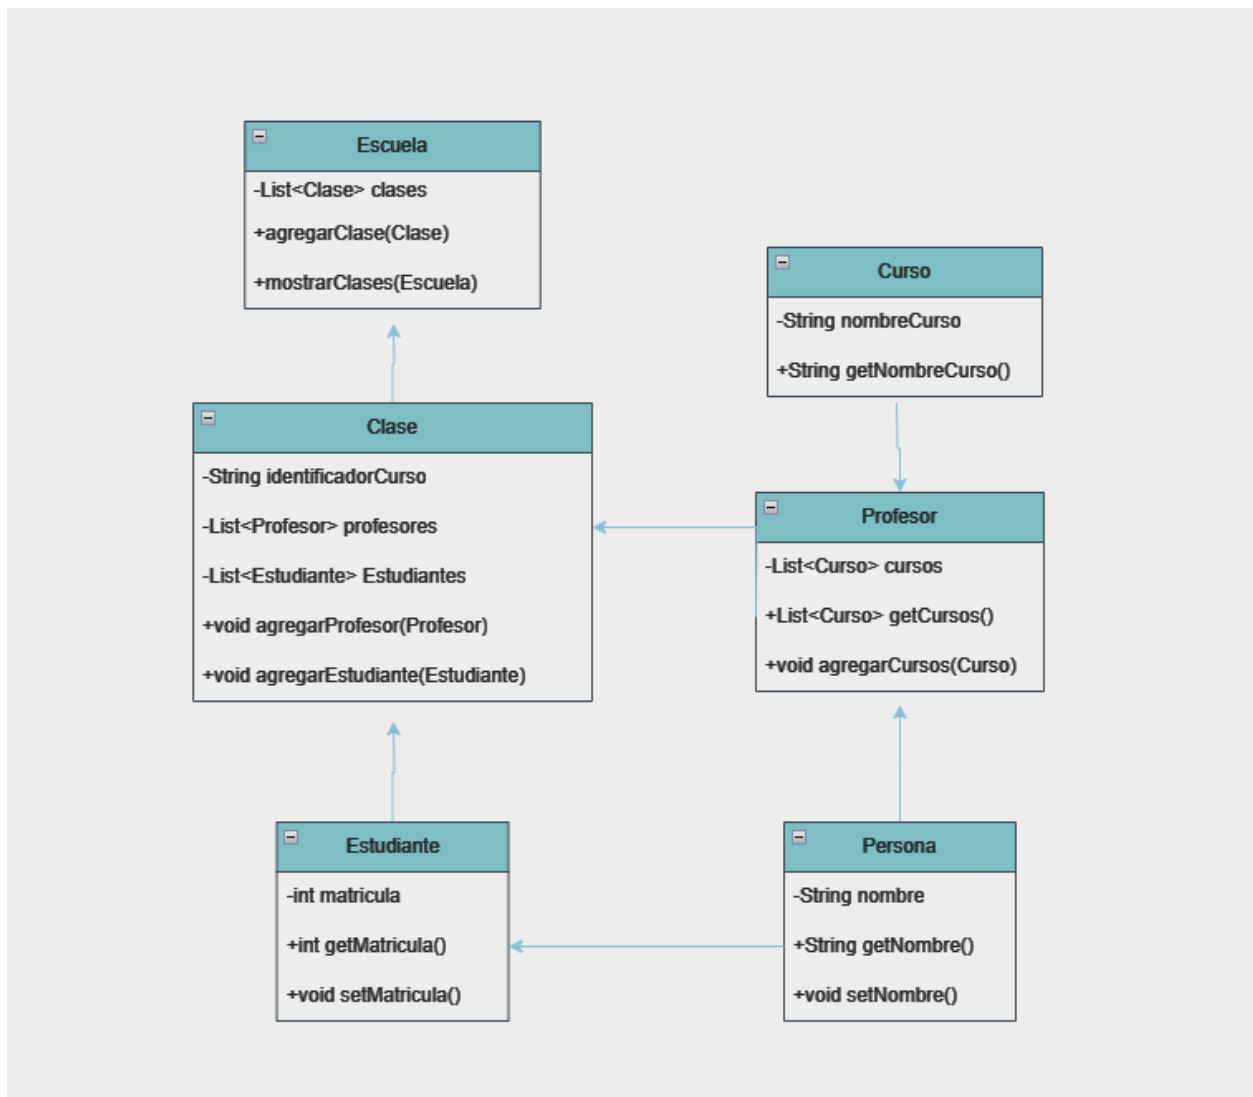 Escuela
-List<Clase> clases
+agregarClase(Clase)
+mostrarClases(Escuela)
Curso
-String nombreCurso
+String getNombreCurso()
Clase
-String identificadorCurso
-List<Profesor> profesores
-List<Estudiante> Estudiantes
+void agregarProfesor(Profesor)
+void agregarEstudiante(Estudiante)
Profesor
-List<Curso> cursos
+List<Curso> getCursos()
+void agregarCursos(Curso)
Estudiante
-int matricula
+int getMatricula()
+void setMatricula()
Persona
-String nombre
+String getNombre()
+void setNombre()